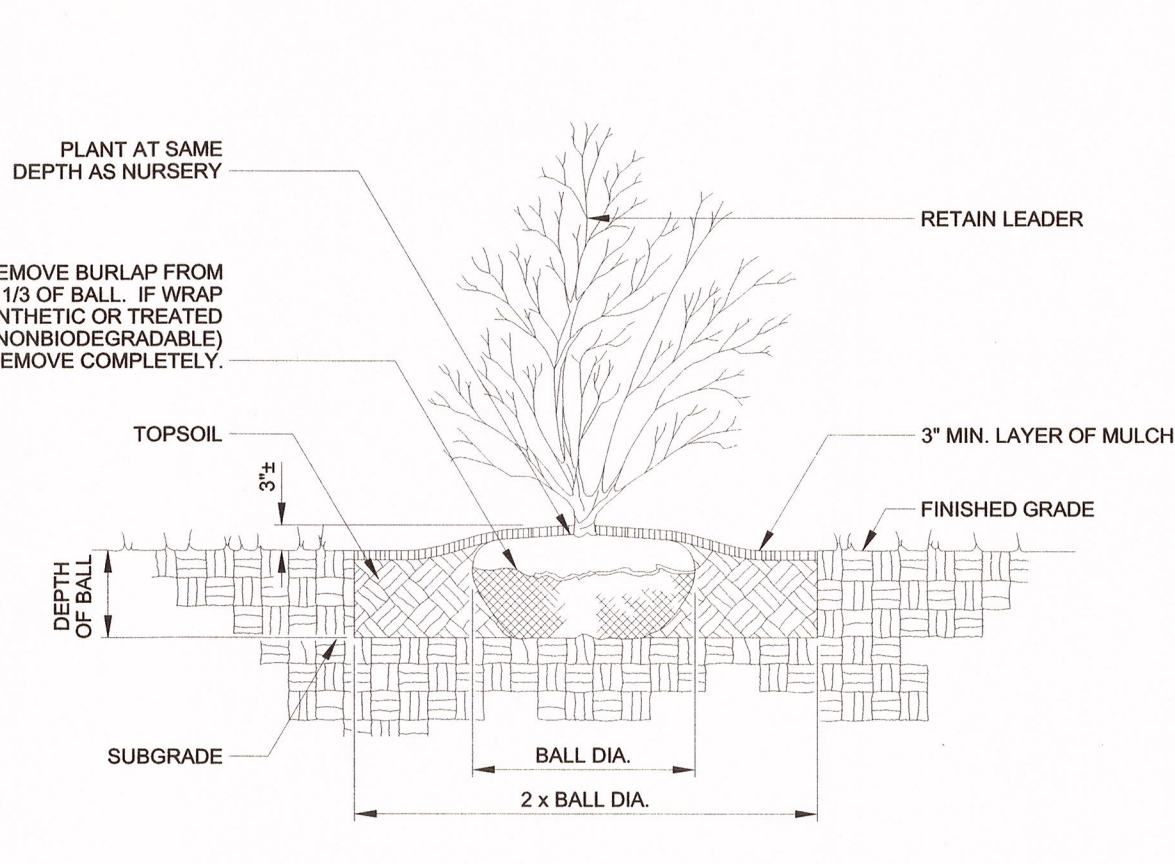 PLANT AT SAME
DEPTH AS NURSERY
RETAIN LEADER
EMOVE BURLAP FROM
1/3 OF BALL. IF WRAP
NTHETIC OR TREATED
NONBIODEGRADABLE)
EMOVE COMPLETELY.
TOPSOIL
3" MIN. LAYER OF MULCH
3"±
FINISHED GRADE
DEPTH
OF BALL
SUBGRADE
BALL DIA.
2 x BALL DIA.